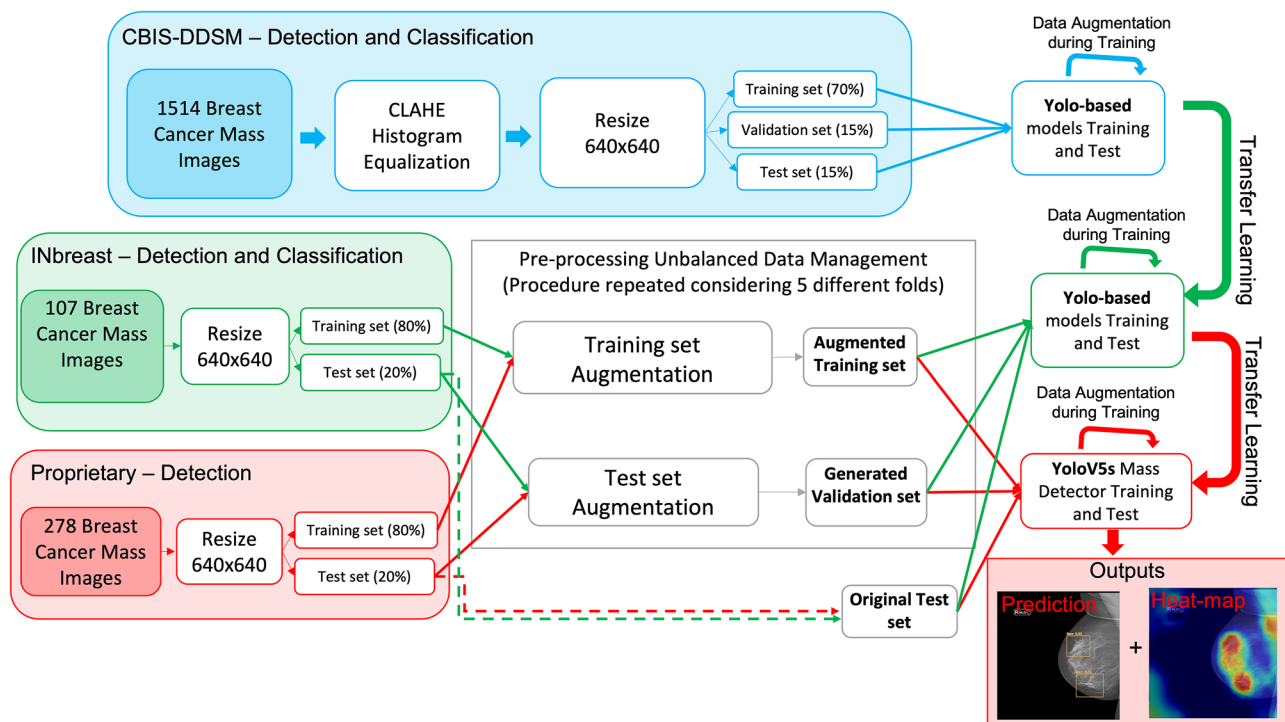 CBIS-DDSM – Detection and Classification
1514 Breast
Cancer Mass
Images
CLAHE
Histogram
Equalization
Resize
640x640
Training set (70%)
Validation set (15%)
Test set (15%)
Data Augmentation
during Training
Yolo-based
models Training
and Test
Transfer Learning
INbreast – Detection and Classification
107 Breast
Cancer Mass
Images
Resize
640x640
Training set (80%)
Test set (20%)
Pre-processing Unbalanced Data Management
(Procedure repeated considering 5 different folds)
Training set
Augmentation
Augmented
Training set
Test set
Augmentation
Generated
Validation set
Data Augmentation
during Training
Yolo-based
models Training
and Test
Transfer Learning
Proprietary – Detection
278 Breast
Cancer Mass
Images
Resize
640x640
Training set (80%)
Test set (20%)
Original Test
set
Data Augmentation
during Training
YoloV5s Mass
Detector Training
and Test
Outputs
Prediction
+
Heat-map